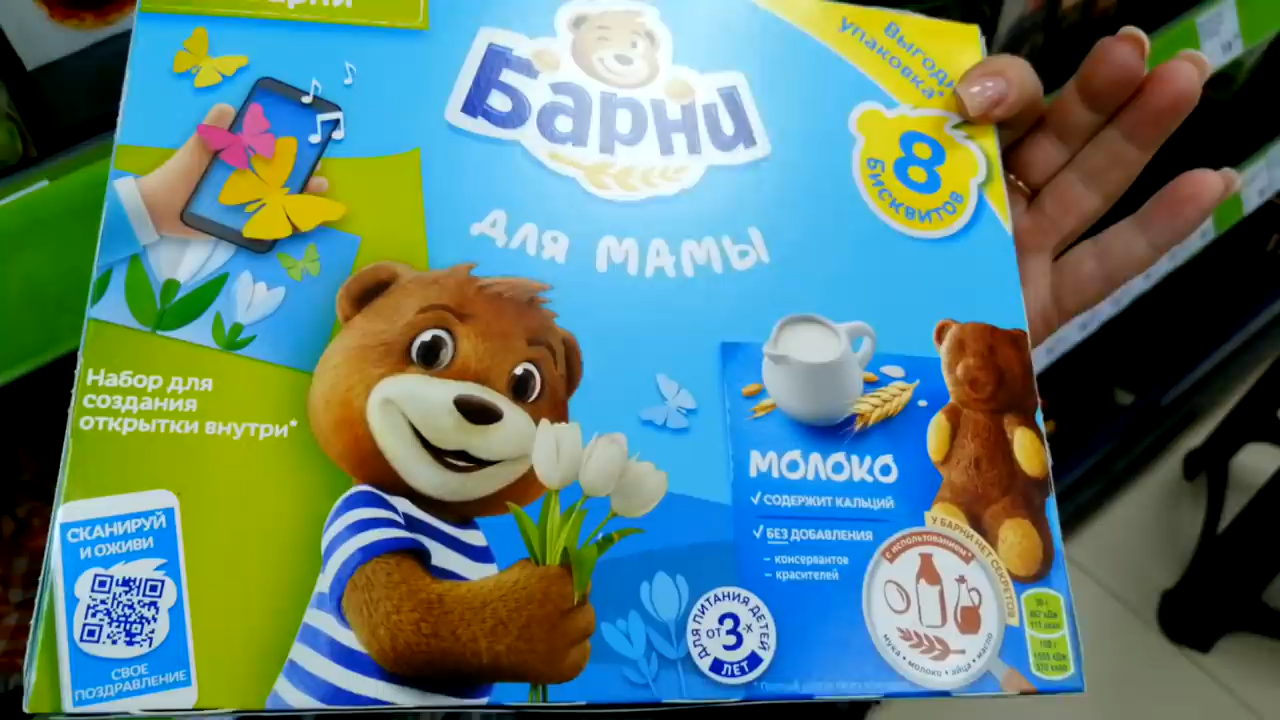 Барни
Выгодн
упаковка*
8
БИСКВИТОВ
для мамы
Набор для
создания
открытки внутри*
СКАНИРУЙ
И ОЖИВИ
СВОЕ
ПОЗДРАВЛЕНИЕ
МОЛОКО
СОДЕРЖИТ КАЛЬЦИЙ
БЕЗ ДОБАВЛЕНИЯ
– консервантов
– красителей
У БАРНИ НЕТ СЕКРЕТОВ
с использованием*
мука • молоко • яйца • масло
ДЛЯ ПИТАНИЯ ДЕТЕЙ
ОТ 3-х
ЛЕТ